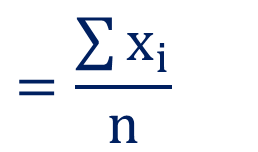 = ∑ xᵢ / n